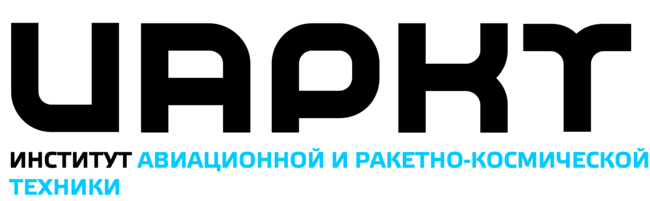 ИАРКТ
ИНСТИТУТ АВИАЦИОННОЙ И РАКЕТНО-КОСМИЧЕСКОЙ
ТЕХНИКИ